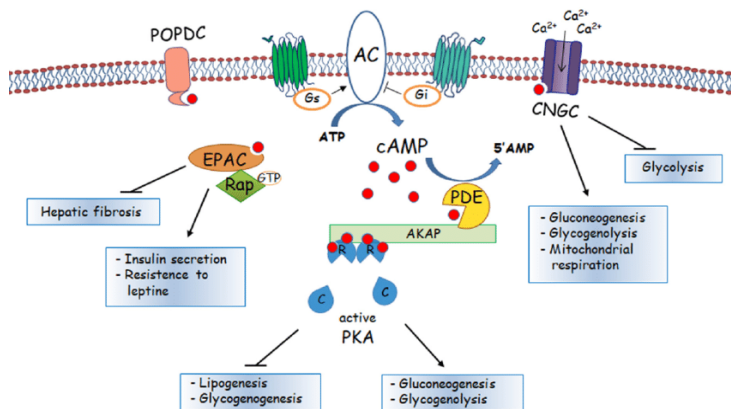 Ca²⁺
Ca²⁺ Ca²⁺
POPDC
AC
Gs
Gi
CNGC
ATP
cAMP
5'AMP
EPAC
Rap
GTP
PDE
Glycolysis
Hepatic fibrosis
AKAP
- Gluconeogenesis
- Glycogenolysis
- Mitochondrial
respiration
R
R
- Insulin secretion
- Resistence to
leptine
C
C
active
PKA
- Lipogenesis
- Glycogenogenesis
- Gluconeogenesis
- Glycogenolysis